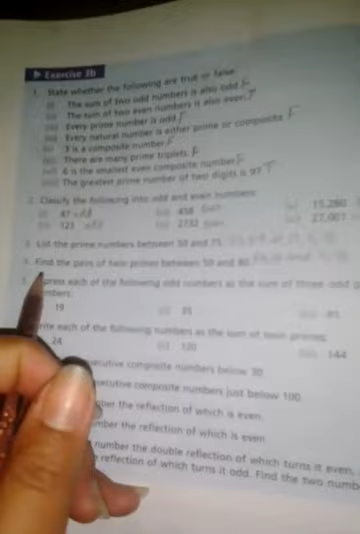 Exercise 3b
1. State whether the following are true or false.
The sum of two odd numbers is also odd. F
The sum of two even numbers is also even. T
Every prime number is odd. F
Every natural number is either prime or composite. F
3 is a composite number. F
There are many prime triplets. F
6 is the smallest even composite number. F
The greatest prime number of two digits is 97. T
2. Classify the following into odd and even numbers:
47 odd 458 15,280
123 odd 2732 27,001
3. List the prime numbers between 50 and 75.
4. Find the pairs of twin primes between 50 and 80.
each of the following odd numbers as the sum of three odd
19
each of the following numbers as the sum of twin primes:
24 120 144
consecutive composite numbers below 30.
consecutive composite numbers just below 100.
the reflection of which is even.
the reflection of which is even.
number the double reflection of which turns it even,
reflection of which turns it odd. Find the two